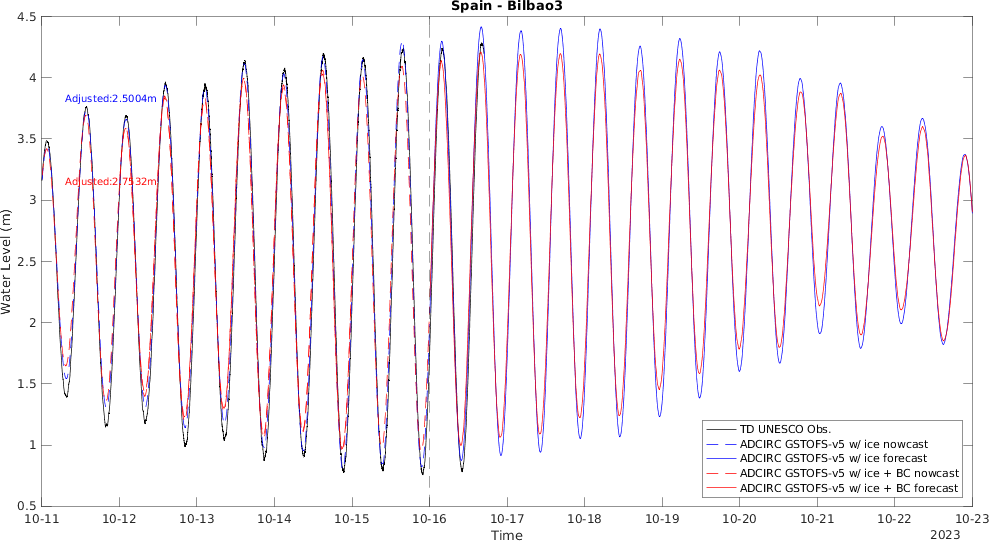 Spain - Bilbao3
4.5
4
3.5
3
2.5
2
1.5
1
0.5
Water Level (m)
Adjusted:2.5004m
Adjusted:2.7532m
TD UNESCO Obs.
ADCIRC GSTOFS-v5 w/ ice nowcast
ADCIRC GSTOFS-v5 w/ ice forecast
ADCIRC GSTOFS-v5 w/ ice + BC nowcast
ADCIRC GSTOFS-v5 w/ ice + BC forecast
10-11 10-12 10-13 10-14 10-15 10-16 10-17 10-18 10-19 10-20 10-21 10-22 10-23
Time
2023